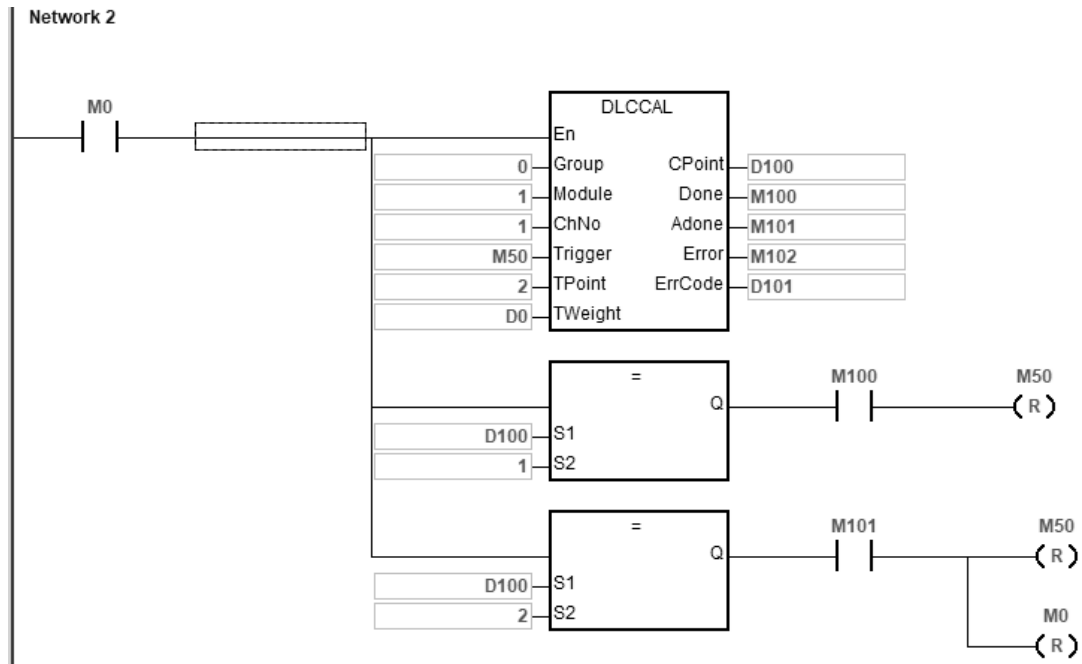 Network 2
M0
DLCCAL
En
0 Group CPoint D100
1 Module Done M100
1 ChNo Adone M101
M50 Trigger Error M102
2 TPoint ErrCode D101
D0 TWeight
= M100 M50
Q ( R )
D100 S1
1 S2
= M101 M50
Q ( R )
D100 S1
2 S2 M0
( R )